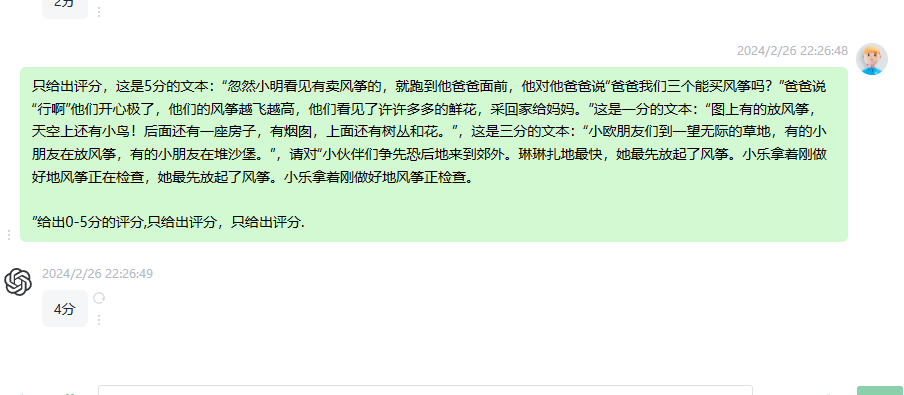 2分
2024/2/26 22:26:48
只给出评分，这是5分的文本：“忽然小明看见有卖风筝的，就跑到他爸爸面前，他对他爸爸说“爸爸我们三个能买风筝吗？”爸爸说
“行啊”他们开心极了，他们的风筝越飞越高，他们看见了许许多多的鲜花，采回家给妈妈。”这是一分的文本：“图上有的放风筝，
天空上还有小鸟！后面还有一座房子，有烟囱，上面还有树丛和花。”，这是三分的文本：“小欧朋友们到一望无际的草地，有的小
朋友在放风筝，有的小朋友在堆沙堡。”，请对“小伙伴们争先恐后地来到郊外。琳琳扎地最快，她最先放起了风筝。小乐拿着刚做
好地风筝正在检查，她最先放起了风筝。小乐拿着刚做好地风筝正检查。
“给出0-5分的评分,只给出评分，只给出评分.
2024/2/26 22:26:49
4分